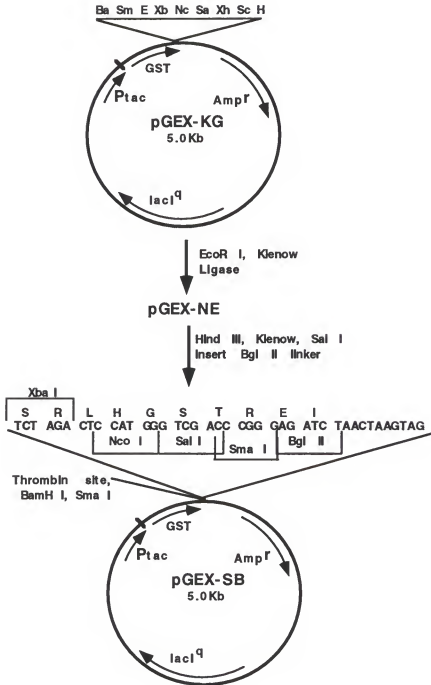 Ba Sm E Xb Nc Sa Xh Sc H
GST
Ptac
Ampr
pGEX-KG
5.0Kb
lacIq
EcoR I, Klenow
Ligase
pGEX-NE
Hind III, Klenow, Sal I
Insert Bgl II linker
Xba I
S R L H G S T R E I
TCT AGA CTC CAT GGG TCG ACC CGG GAG ATC TAACTAAGTAG
Nco I Sal I Sma I Bgl II
Thrombin site,
BamH I, Sma I
GST
Ptac
Ampr
pGEX-SB
5.0Kb
lacIq